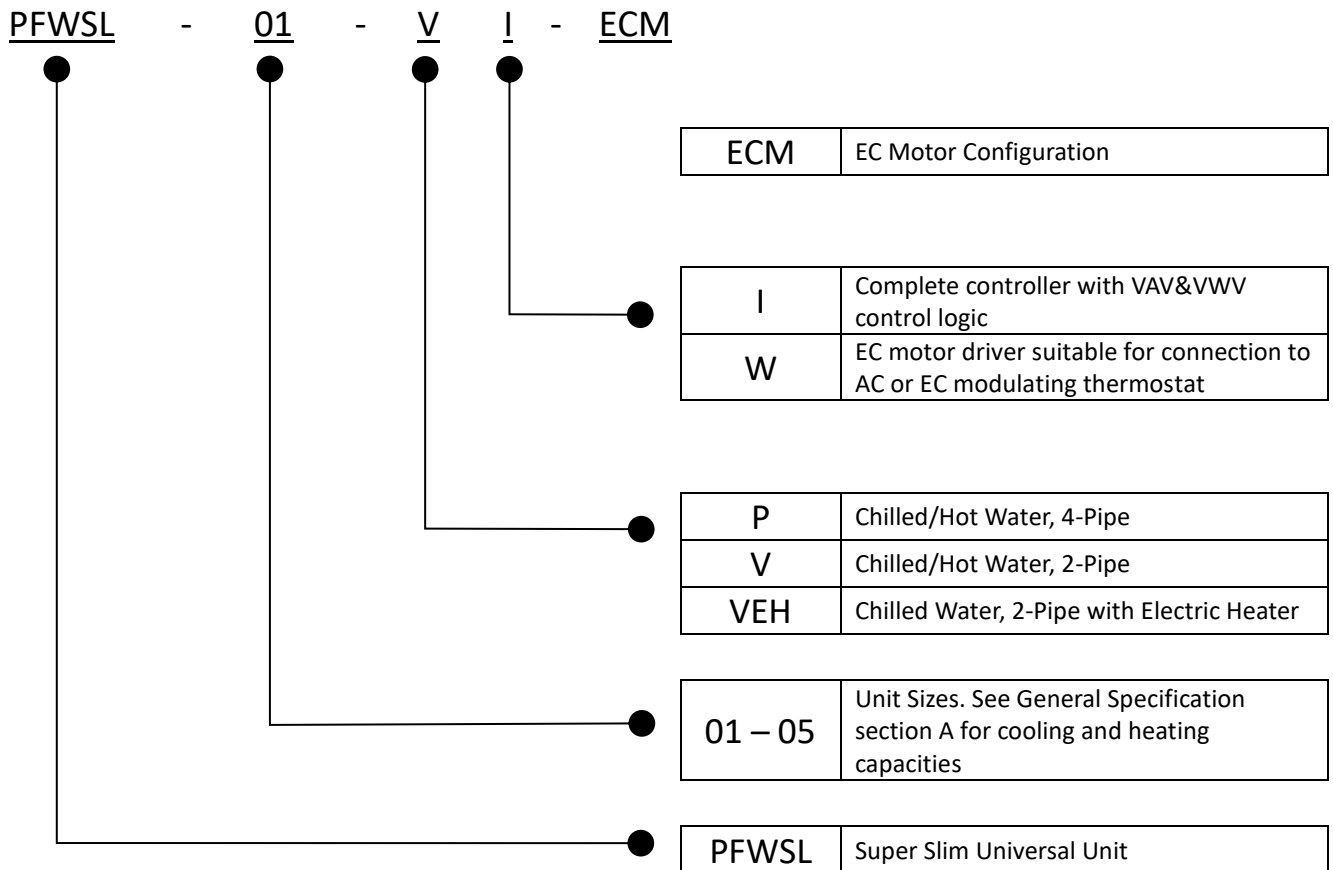 PFWSL - 01 - V I - ECM
ECM EC Motor Configuration
I Complete controller with VAV&VWV
control logic
W EC motor driver suitable for connection to
AC or EC modulating thermostat
P Chilled/Hot Water, 4-Pipe
V Chilled/Hot Water, 2-Pipe
VEH Chilled Water, 2-Pipe with Electric Heater
01 – 05 Unit Sizes. See General Specification
section A for cooling and heating
capacities
PFWSL Super Slim Universal Unit